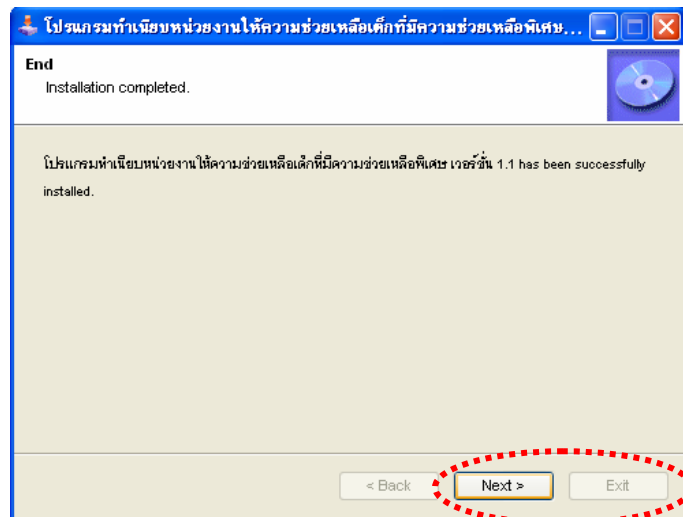 โปรแกรมทำเนียบหน่วยงานให้ความช่วยเหลือเด็กที่มีความช่วยเหลือพิเศษ...
End
Installation completed.
โปรแกรมทำเนียบหน่วยงานให้ความช่วยเหลือเด็กที่มีความช่วยเหลือพิเศษ เวอร์ชั่น 1.1 has been successfully
installed.
< Back Next > Exit